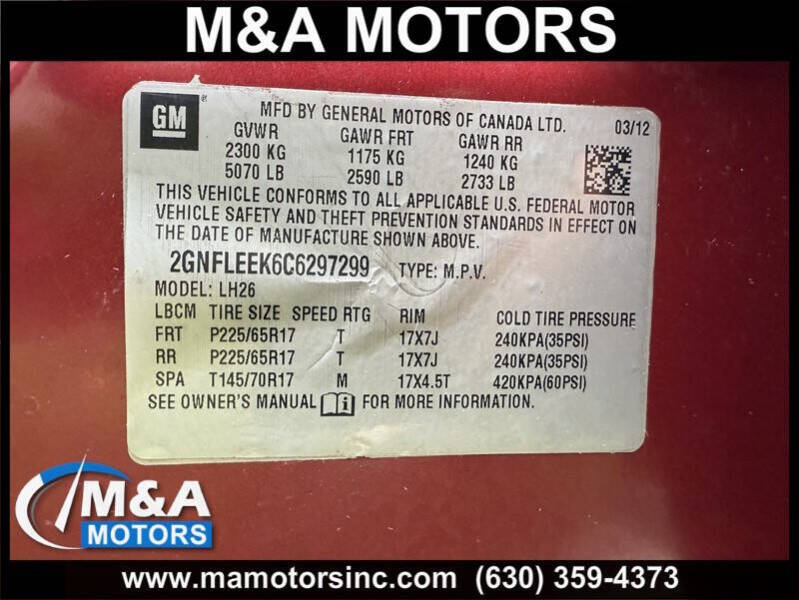 M&A MOTORS
GM
MFD BY GENERAL MOTORS OF CANADA LTD. 03/12
GVWR GAWR FRT GAWR RR
2300 KG 1175 KG 1240 KG
5070 LB 2590 LB 2733 LB
THIS VEHICLE CONFORMS TO ALL APPLICABLE U.S. FEDERAL MOTOR
VEHICLE SAFETY AND THEFT PREVENTION STANDARDS IN EFFECT ON
THE DATE OF MANUFACTURE SHOWN ABOVE.
2GNFLEEK6C6297299 TYPE: M.P.V.
MODEL: LH26
LBCM TIRE SIZE SPEED RTG RIM COLD TIRE PRESSURE
FRT P225/65R17 T 17X7J 240KPA(35PSI)
RR P225/65R17 T 17X7J 240KPA(35PSI)
SPA T145/70R17 M 17X4.5T 420KPA(60PSI)
SEE OWNER'S MANUAL i FOR MORE INFORMATION.
M&A
MOTORS
www.mamotorsinc.com (630) 359-4373